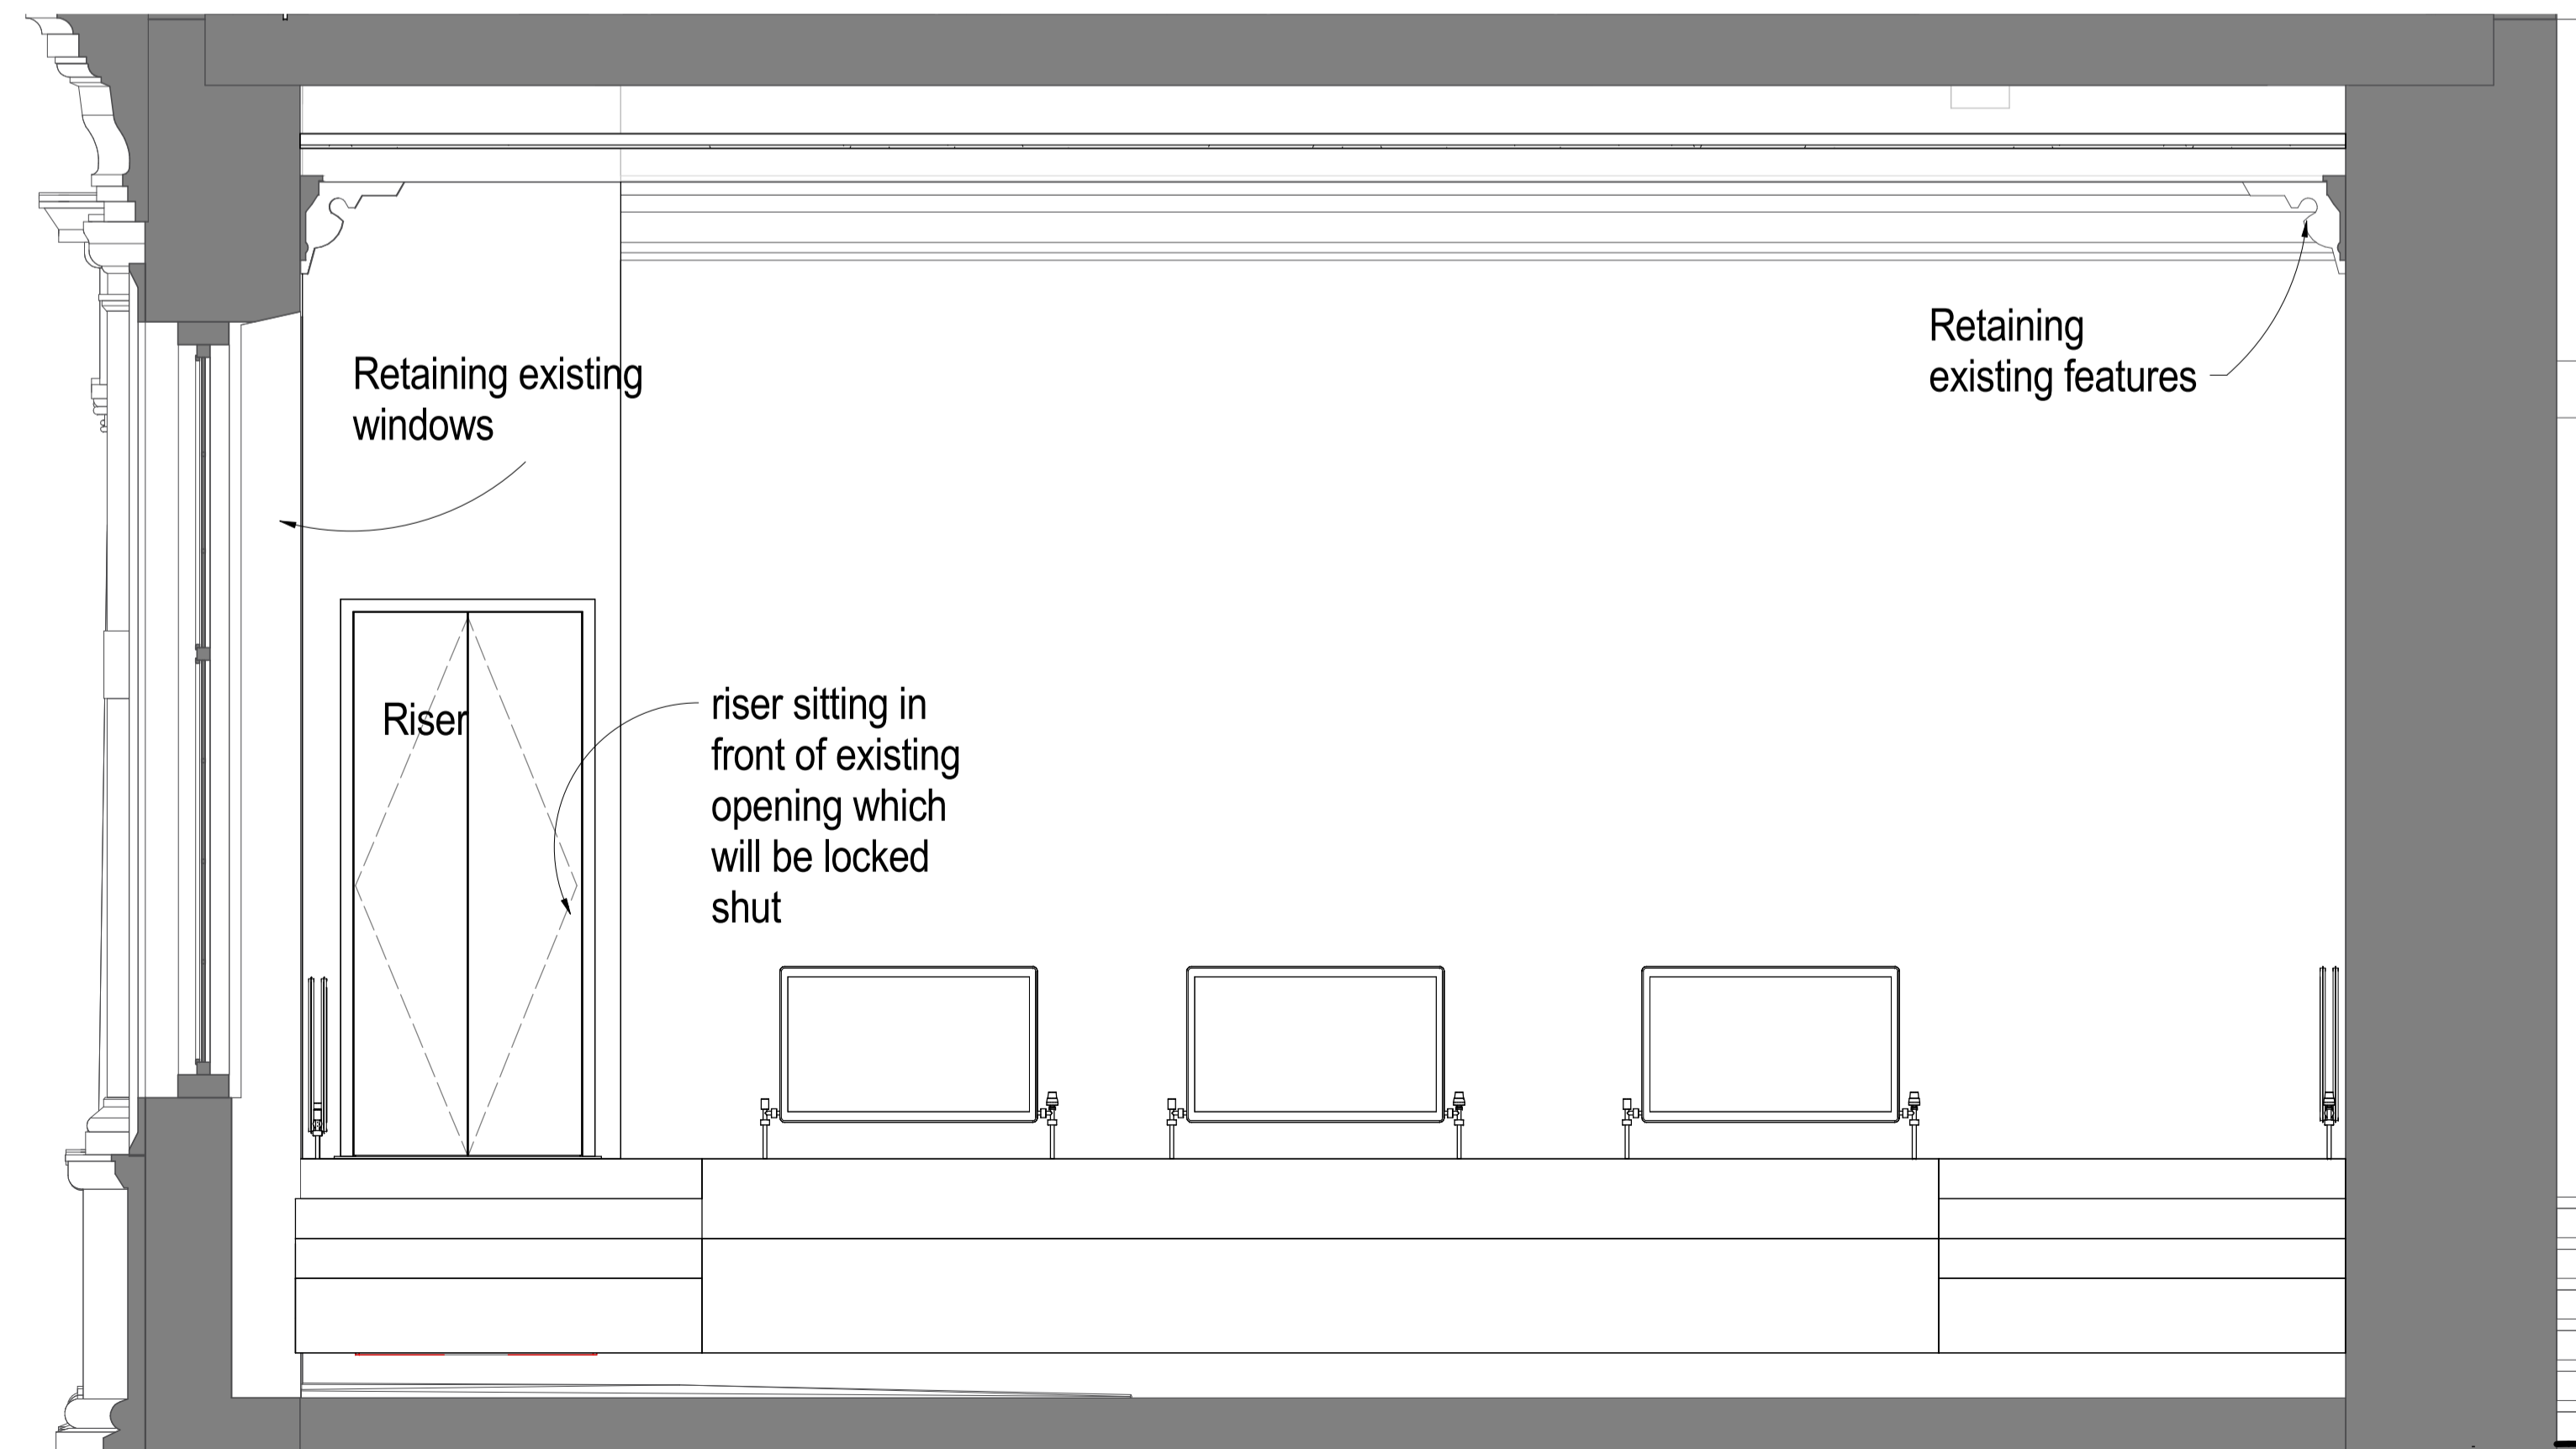 Retaining
existing features
Retaining existing
windows
Riser
riser sitting in
front of existing
opening which
will be locked
shut